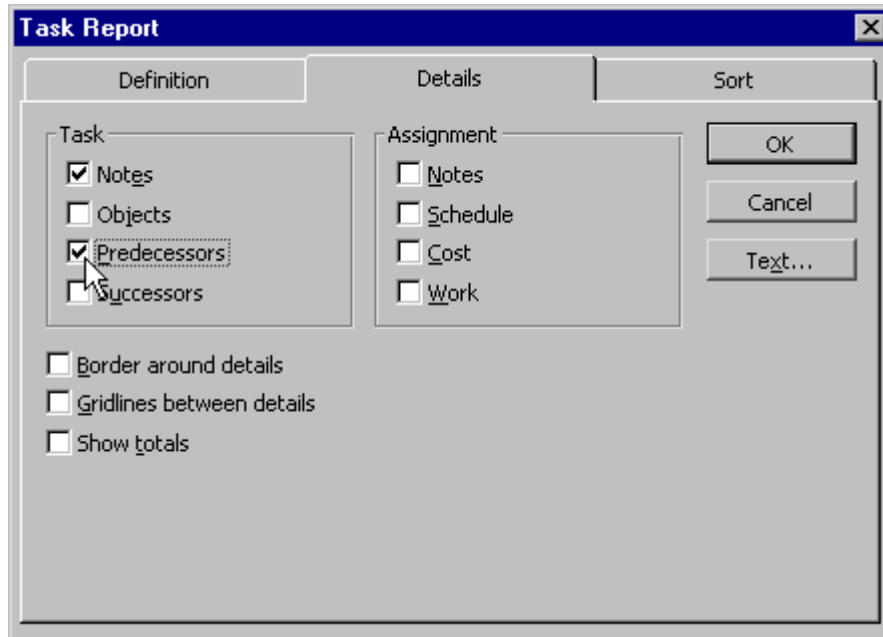 Task Report
Definition
Details
Sort
Task
Notes
Objects
Predecessors
Successors
Assignment
Notes
Schedule
Cost
Work
OK
Cancel
Text...
Border around details
Gridlines between details
Show totals